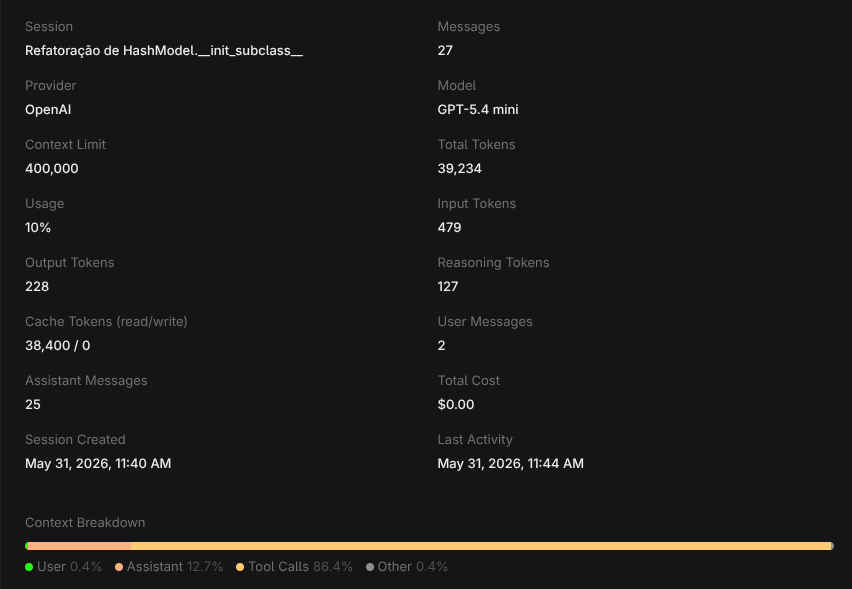 Session
Messages
Refatoração de HashModel.__init_subclass__
27
Provider
Model
OpenAI
GPT-5.4 mini
Context Limit
Total Tokens
400,000
39,234
Usage
Input Tokens
10%
479
Output Tokens
Reasoning Tokens
228
127
Cache Tokens (read/write)
User Messages
38,400 / 0
2
Assistant Messages
Total Cost
25
$0.00
Session Created
Last Activity
May 31, 2026, 11:40 AM
May 31, 2026, 11:44 AM
Context Breakdown
User 0.4% Assistant 12.7% Tool Calls 86.4% Other 0.4%